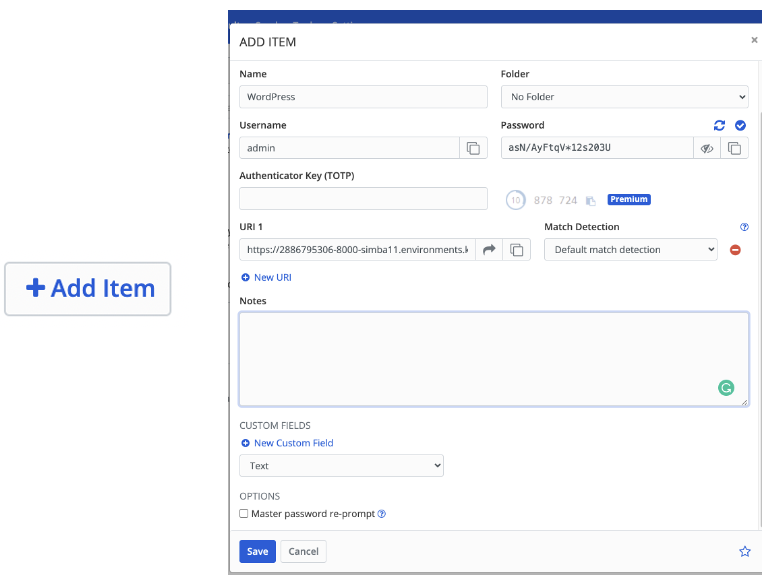 + Add Item
ADD ITEM
×
Name
Folder
WordPress
No Folder
Username
Password
admin
asN/AyFtqV*12s203U
Authenticator Key (TOTP)
10 878 724 Premium
URI 1
Match Detection
https://2886795306-8000-simba11.environments.k
Default match detection
New URI
Notes
CUSTOM FIELDS
New Custom Field
Text
OPTIONS
Master password re-prompt
Save
Cancel